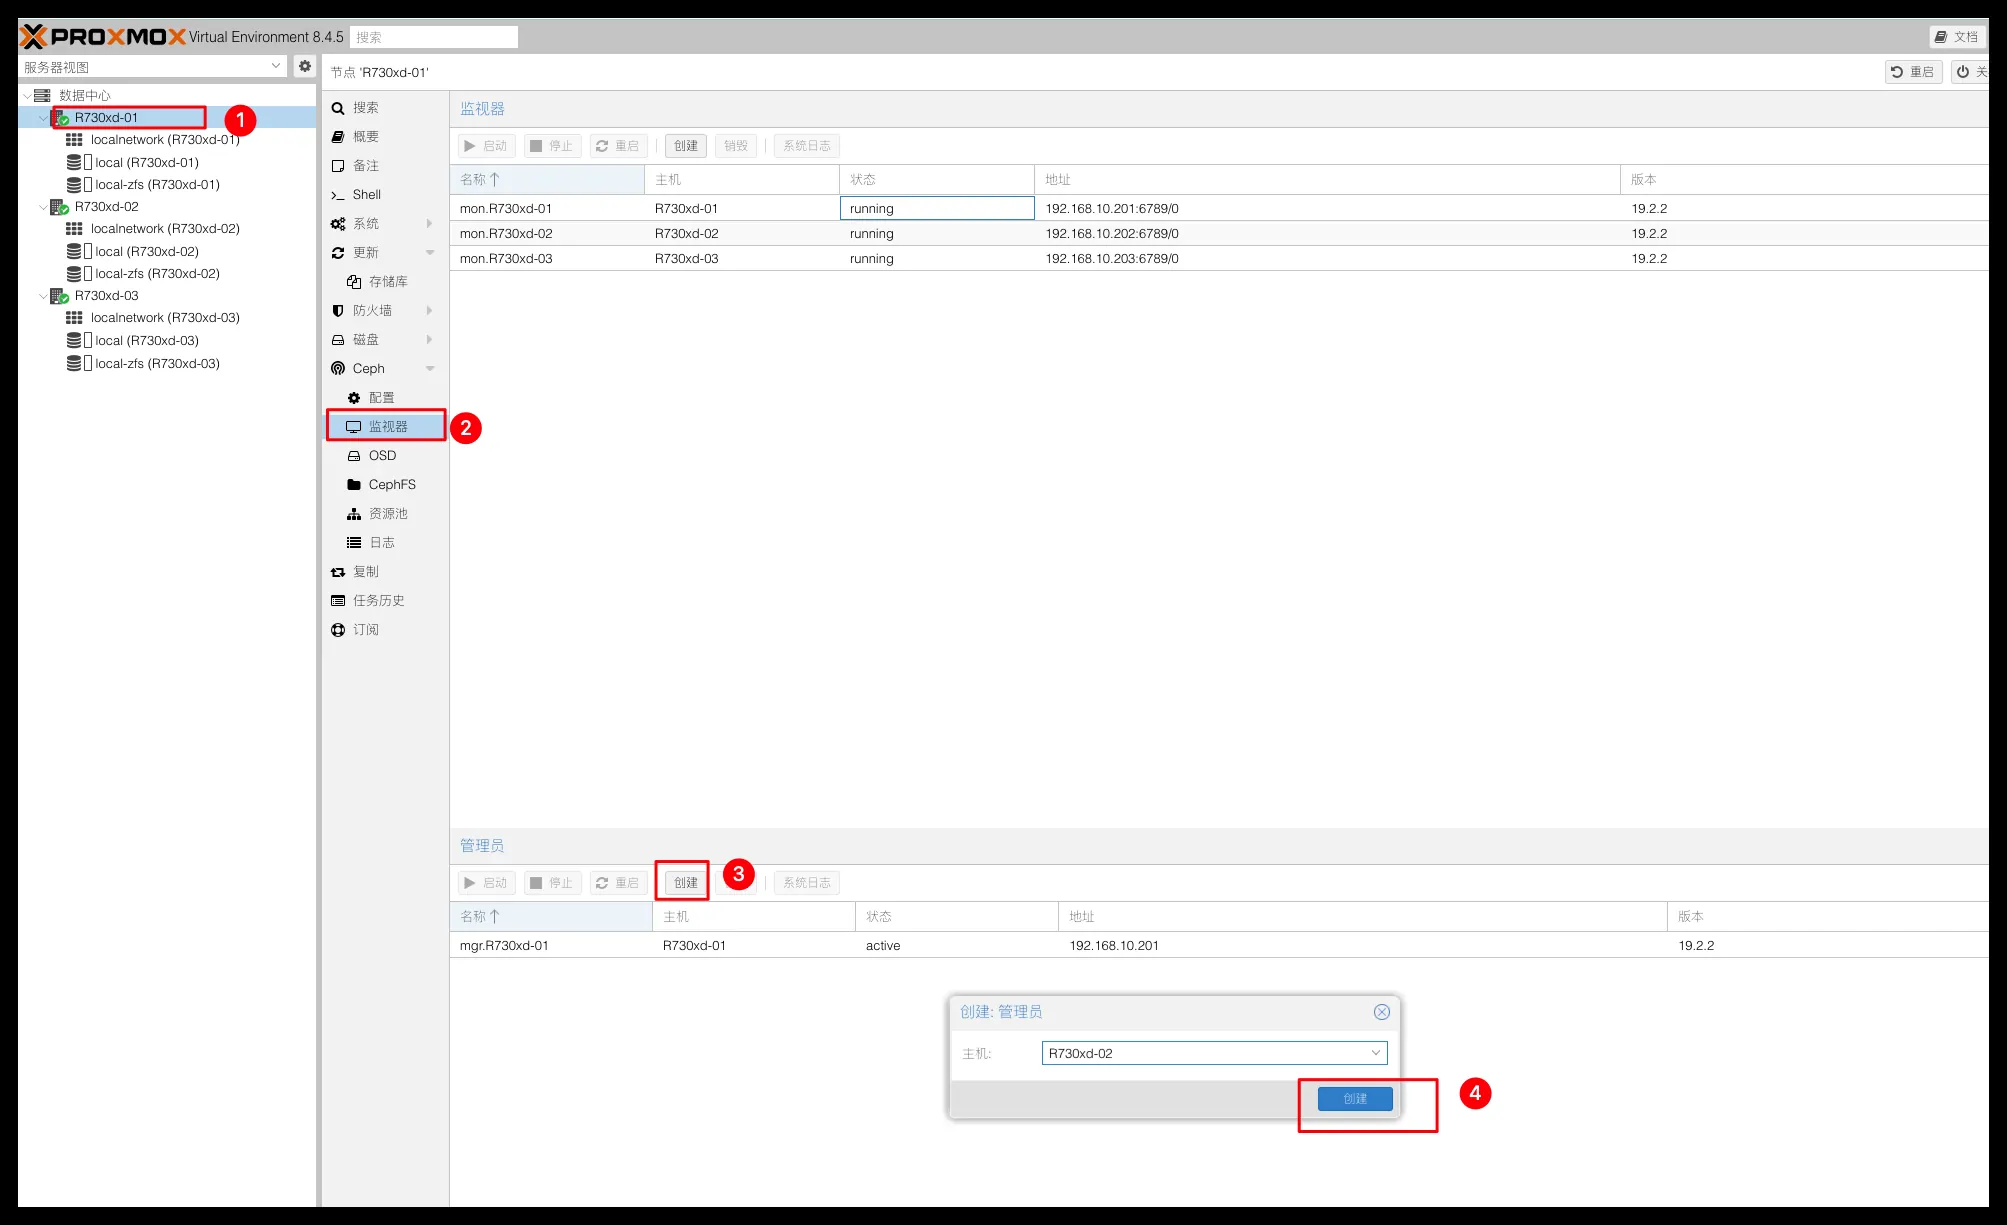 PROXMOX Virtual Environment 8.4.5 搜索 文档
服务器视图
节点 'R730xd-01' 重启 关
数据中心
R730xd-01
1
localnetwork (R730xd-01)
local (R730xd-01)
local-zfs (R730xd-01)
R730xd-02
localnetwork (R730xd-02)
local (R730xd-02)
local-zfs (R730xd-02)
R730xd-03
localnetwork (R730xd-03)
local (R730xd-03)
local-zfs (R730xd-03)
搜索
概要
备注
Shell
系统
更新
存储库
防火墙
磁盘
Ceph
配置
监视器
2
OSD
CephFS
资源池
日志
复制
任务历史
订阅
监视器
启动 停止 重启 创建 销毁 系统日志
名称 主机 状态 地址 版本
mon.R730xd-01 R730xd-01 running 192.168.10.201:6789/0 19.2.2
mon.R730xd-02 R730xd-02 running 192.168.10.202:6789/0 19.2.2
mon.R730xd-03 R730xd-03 running 192.168.10.203:6789/0 19.2.2
管理员
启动 停止 重启 创建 3 系统日志
名称 主机 状态 地址 版本
mgr.R730xd-01 R730xd-01 active 192.168.10.201 19.2.2
创建: 管理员
主机: R730xd-02
创建
4